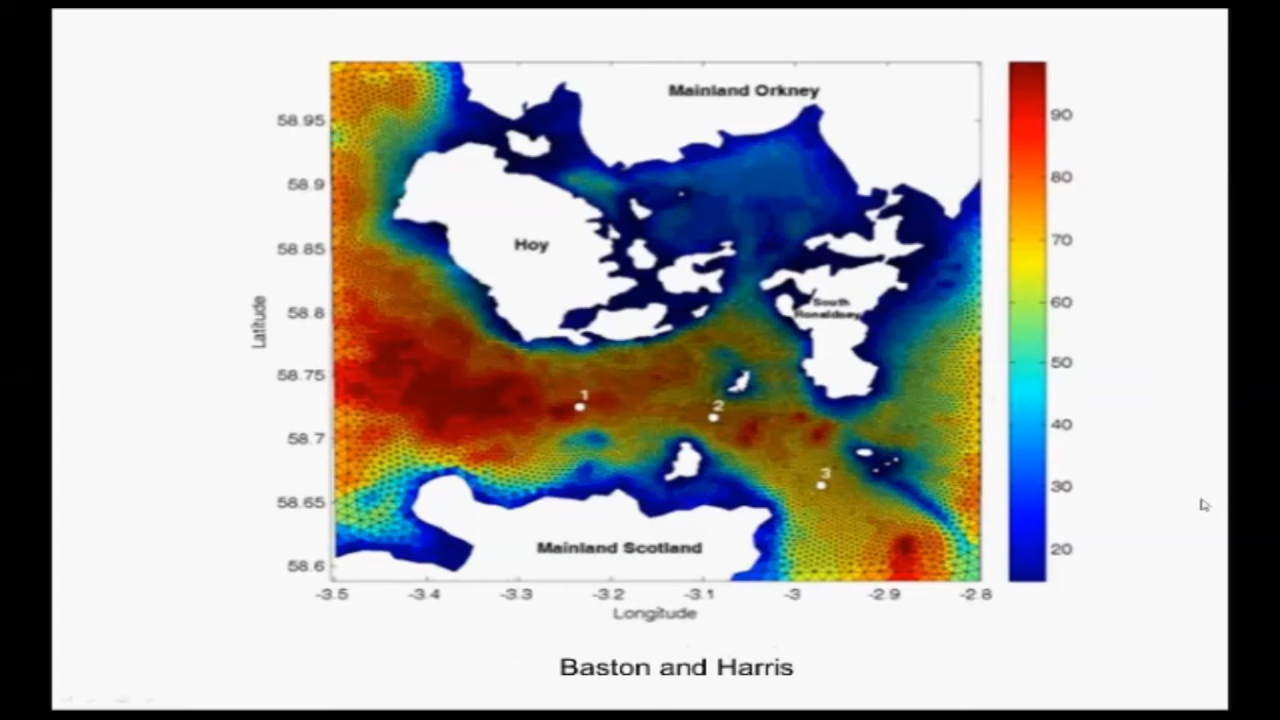 Mainland Orkney
90
58.95
80
58.9
70
58.85
Hoy
60
58.8
South
Ronaldsay
Latitude
50
58.75
1
2
40
58.7
3
30
58.65
20
Mainland Scotland
58.6
-3.5 -3.4 -3.3 -3.2 -3.1 -3 -2.9 -2.8
Longitude
Baston and Harris